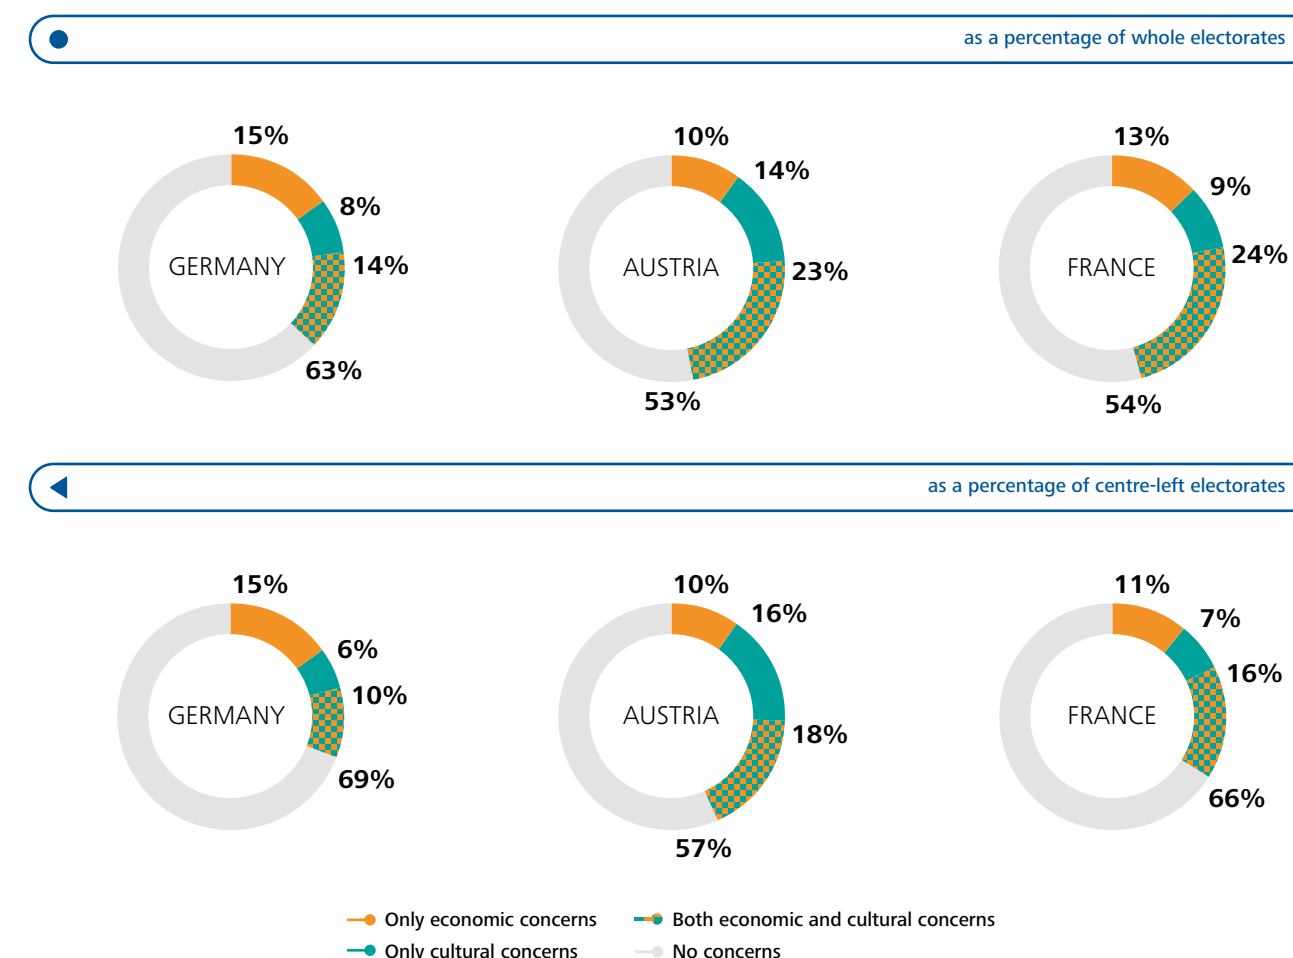 as a percentage of whole electorates
15%
8%
14%
63%
GERMANY
10%
14%
23%
53%
AUSTRIA
13%
9%
24%
54%
FRANCE
as a percentage of centre-left electorates
15%
6%
10%
69%
GERMANY
10%
16%
18%
57%
AUSTRIA
11%
7%
16%
66%
FRANCE
Only economic concerns
Both economic and cultural concerns
Only cultural concerns
No concerns